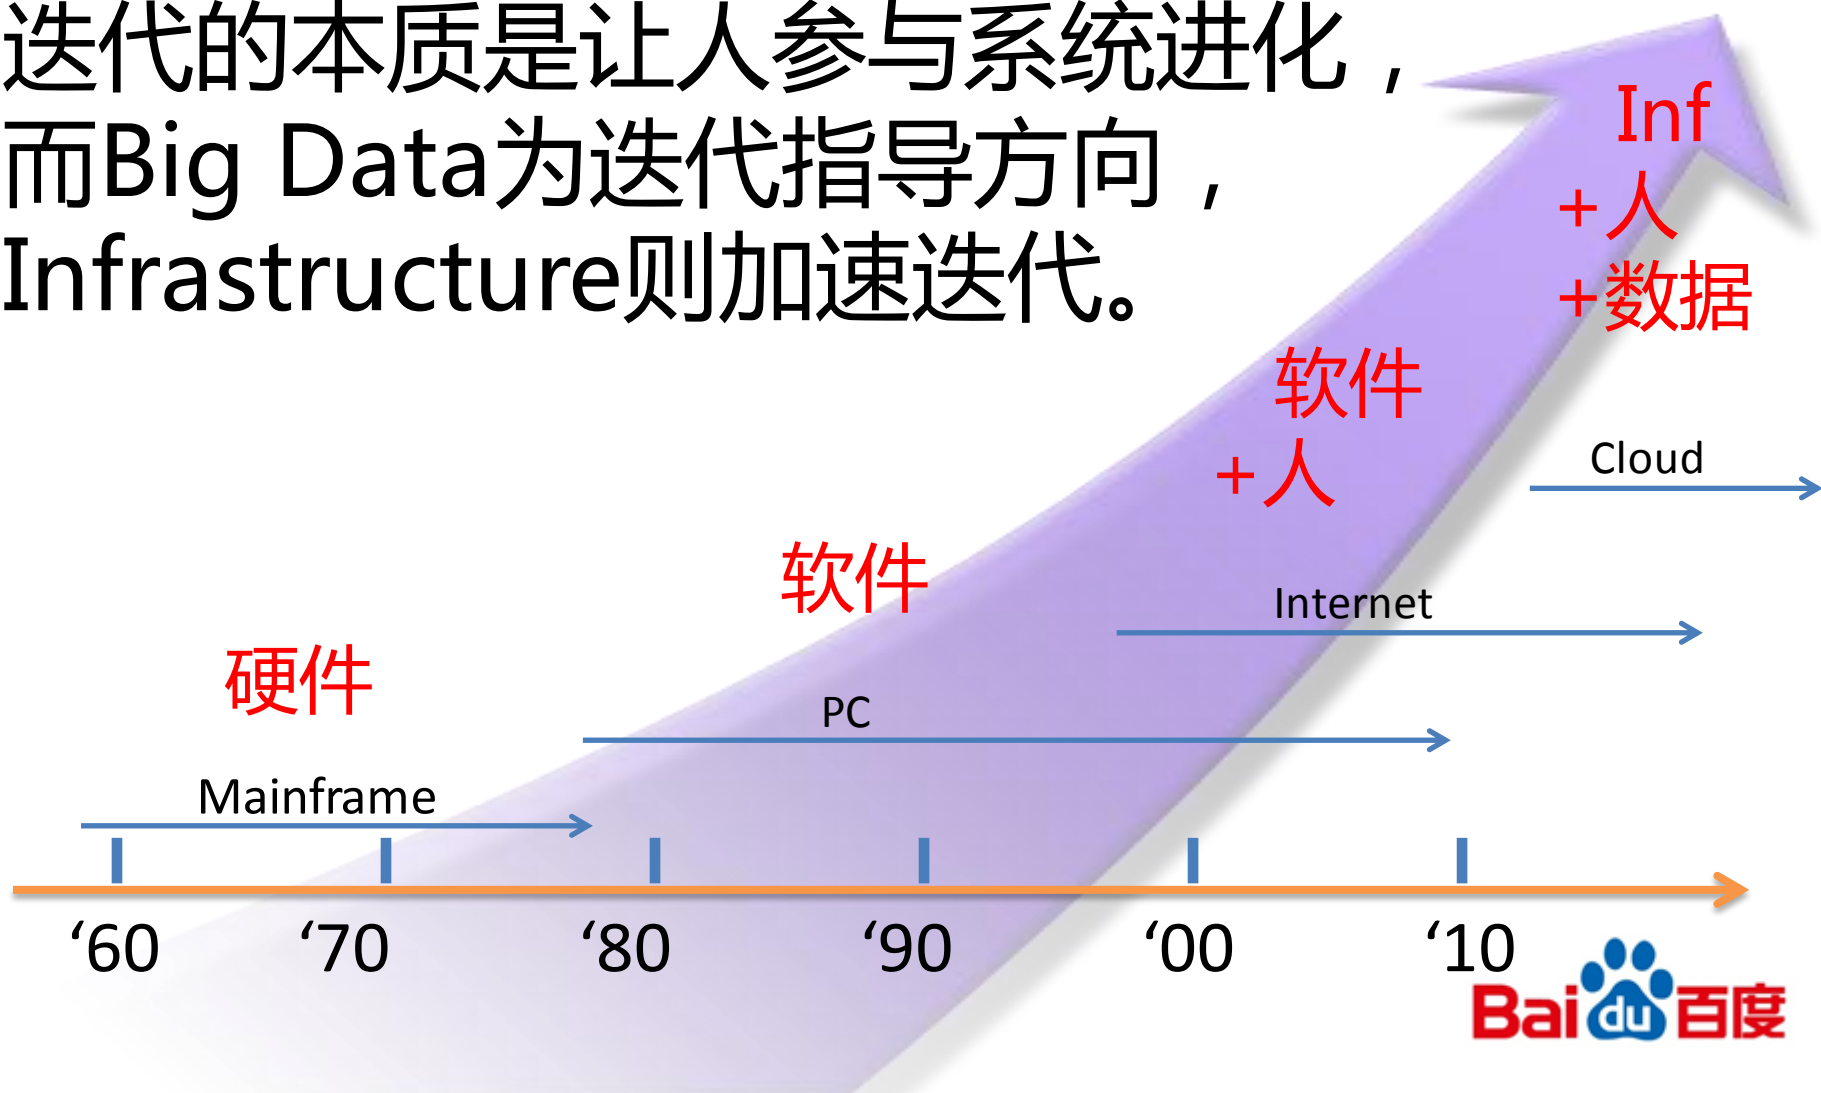 迭代的本质是让人参与系统进化，
而Big Data为迭代指导方向，
Infrastructure则加速迭代。
Inf
+人
+数据
软件
+人
Cloud
软件
Internet
硬件
PC
Mainframe
‘60 ‘70 ‘80 ‘90 ‘00 ‘10
Bai du 百度